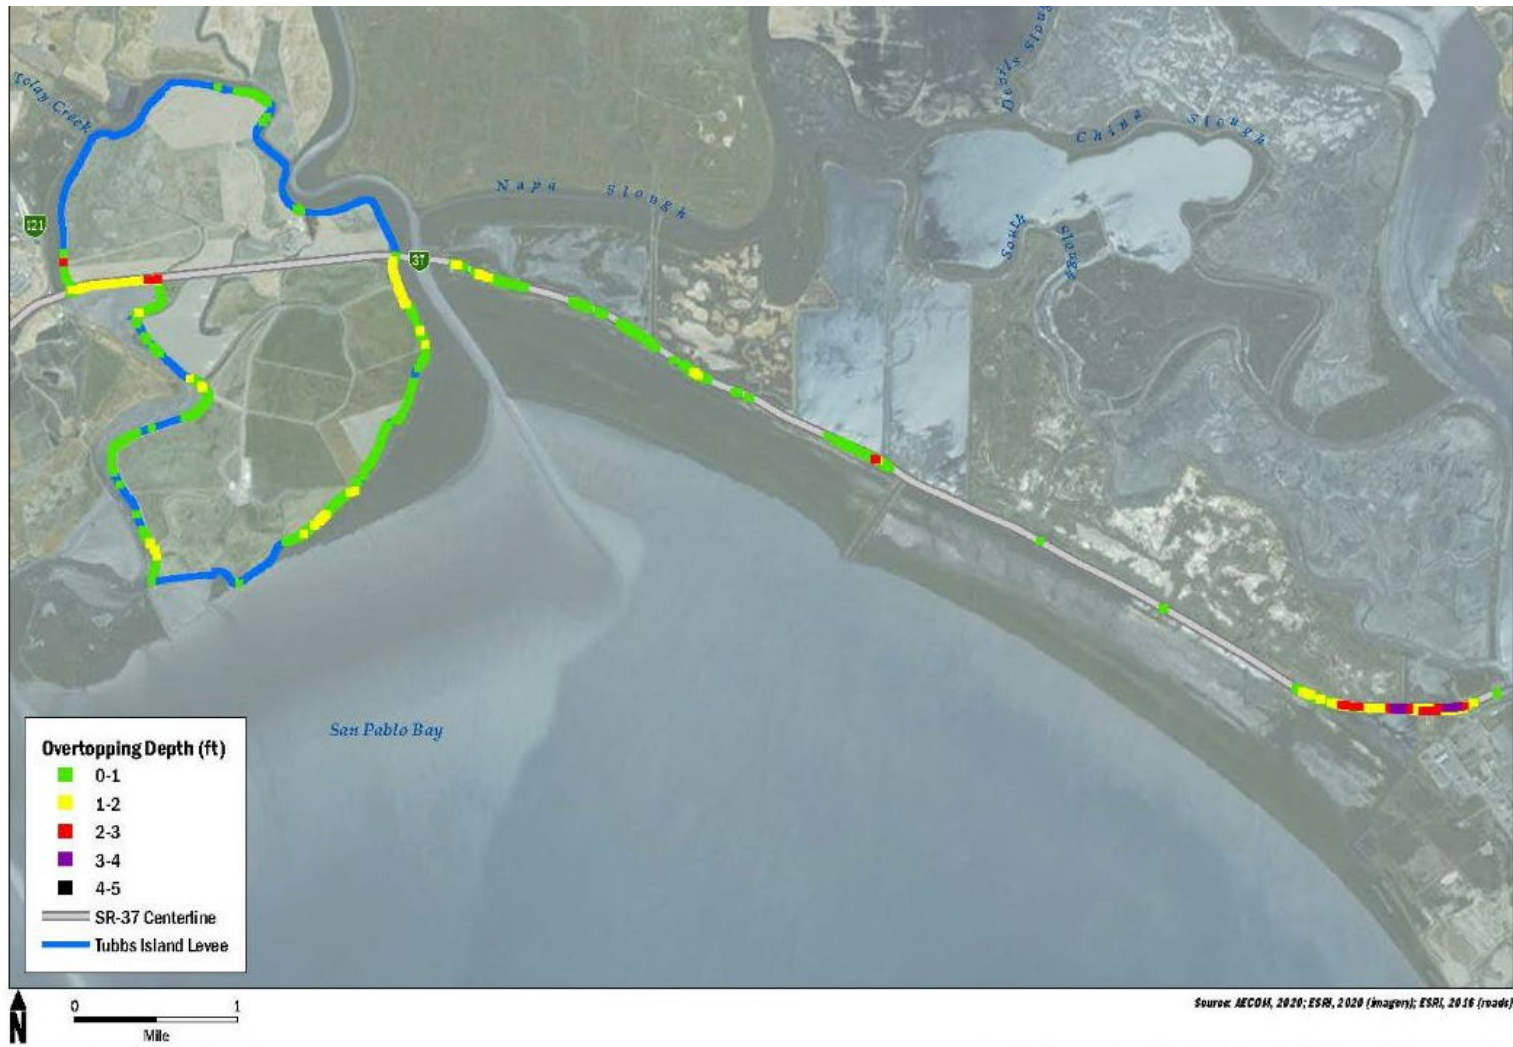 Devils Slou
tolay Creek
China Slough
Napa Slough
121
South Slough
37
San Pablo Bay
Overtopping Depth (ft)
0-1
1-2
2-3
3-4
4-5
SR-37 Centerline
Tubbs Island Levee
0 1
Mile
N
Source: AECOM, 2020; ESRI, 2020 (imagery); ESRI, 2016 (roads)